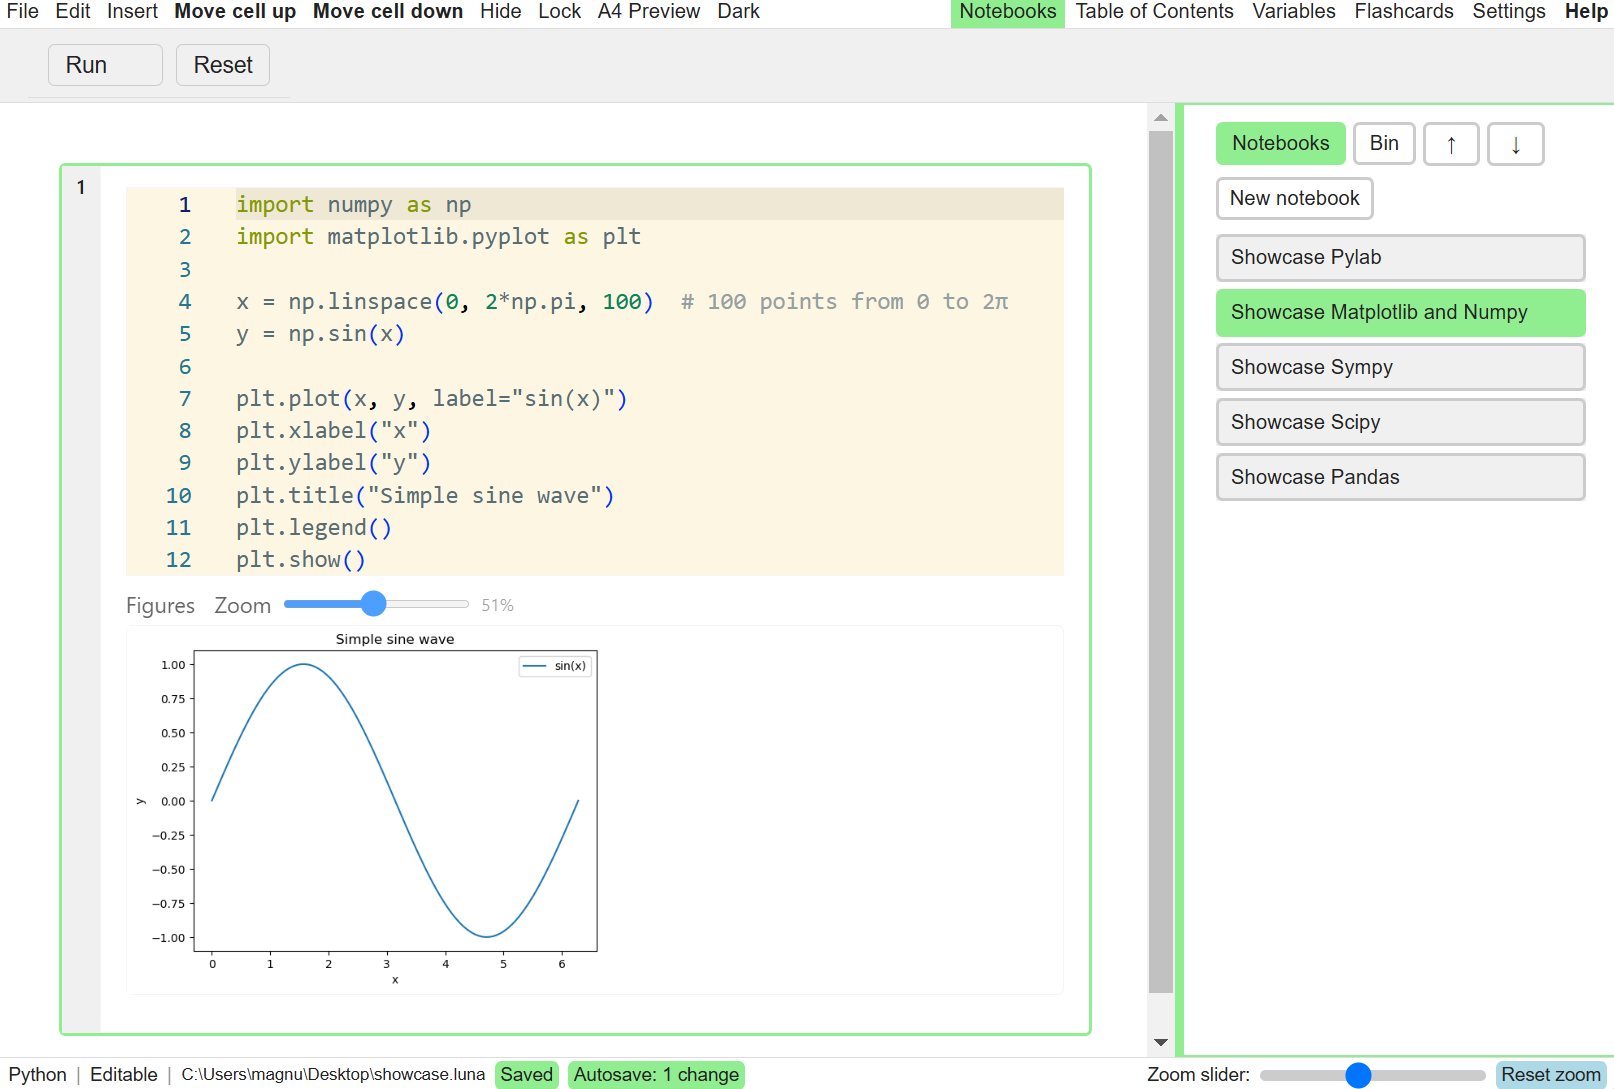 File Edit Insert Move cell up Move cell down Hide Lock A4 Preview Dark Notebooks Table of Contents Variables Flashcards Settings Help
Run Reset
1
1 import numpy as np
2 import matplotlib.pyplot as plt
3
4 x = np.linspace(0, 2*np.pi, 100)  # 100 points from 0 to 2π
5 y = np.sin(x)
6
7 plt.plot(x, y, label="sin(x)")
8 plt.xlabel("x")
9 plt.ylabel("y")
10 plt.title("Simple sine wave")
11 plt.legend()
12 plt.show()
Figures Zoom 51%
Simple sine wave
sin(x)
1.00
0.75
0.50
0.25
0.00
−0.25
−0.50
−0.75
−1.00
y
0 1 2 3 4 5 6
x
Notebooks Bin ↑ ↓
New notebook
Showcase Pylab
Showcase Matplotlib and Numpy
Showcase Sympy
Showcase Scipy
Showcase Pandas
Python | Editable | C:\Users\magnu\Desktop\showcase.luna Saved Autosave: 1 change Zoom slider: Reset zoom